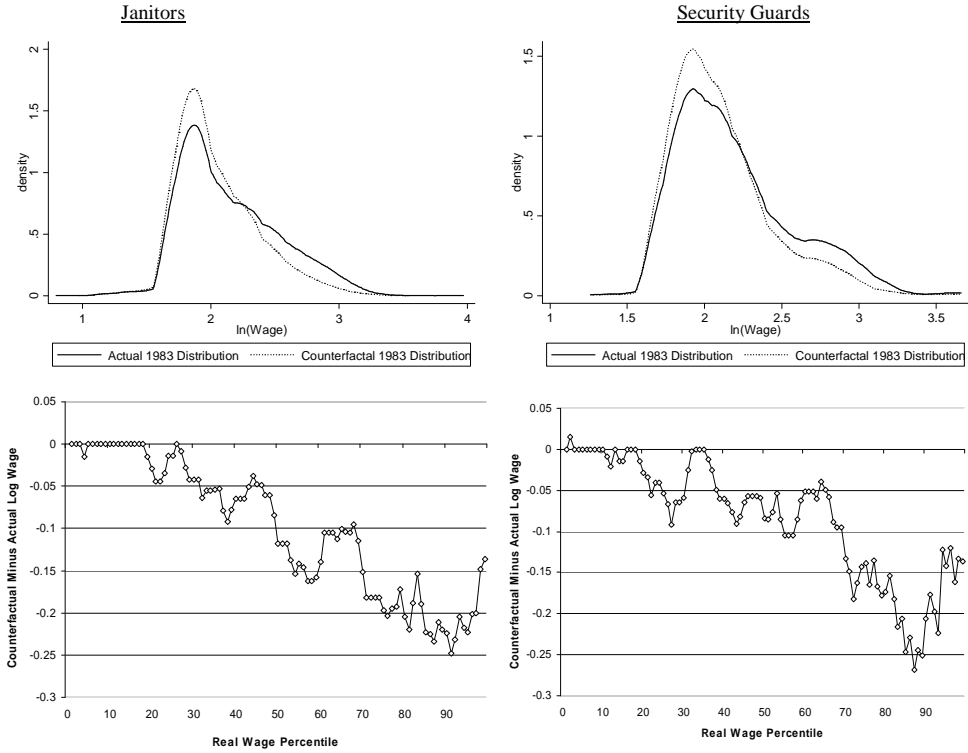 Janitors
Security Guards
2
1.5
1
.5
0
density
1
2
3
4
ln(Wage)
Actual 1983 Distribution
Counterfactal 1983 Distribution
1.5
1
.5
0
density
1
1.5
2
2.5
3
3.5
ln(Wage)
Actual 1983 Distribution
Counterfactal 1983 Distribution
0.05
0
-0.05
-0.1
-0.15
-0.2
-0.25
-0.3
Counterfactual Minus Actual Log Wage
0 10 20 30 40 50 60 70 80 90
Real Wage Percentile
0.05
0
-0.05
-0.1
-0.15
-0.2
-0.25
-0.3
Counterfactual Minus Actual Log Wage
0 10 20 30 40 50 60 70 80 90
Real Wage Percentile